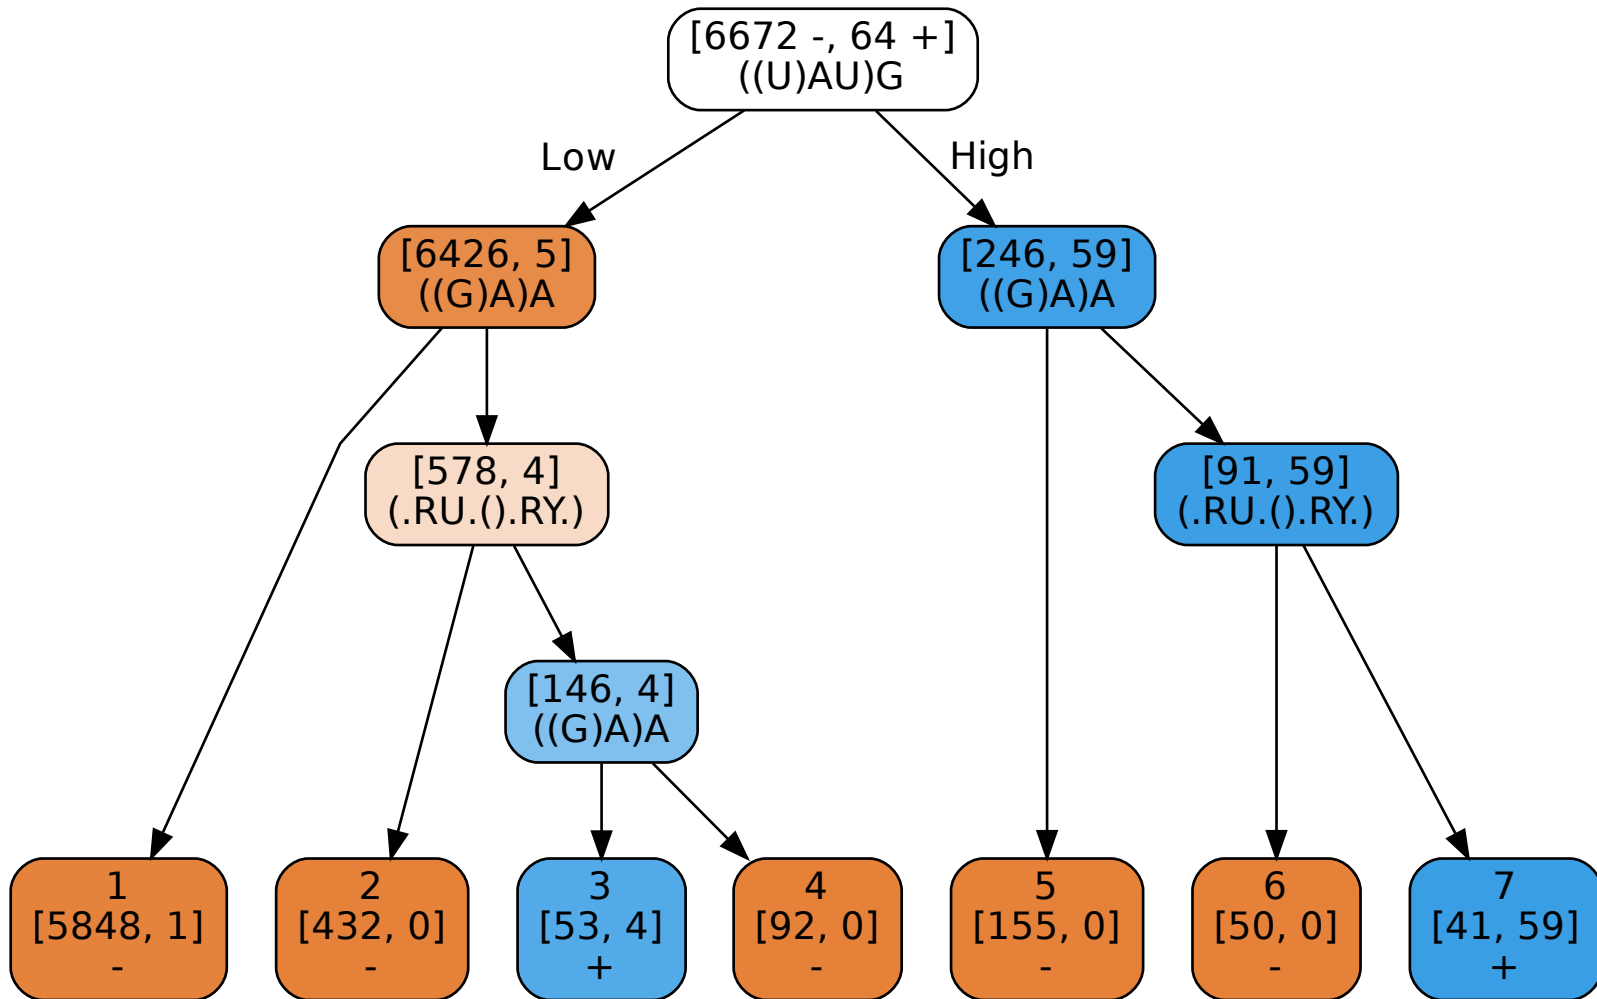 [6672 -, 64 +]
((U)AU)G
Low
High
[6426, 5]
((G)A)A
[246, 59]
((G)A)A
[578, 4]
(.RU.().RY.)
[91, 59]
(.RU.().RY.)
[146, 4]
((G)A)A
1
[5848, 1]
-
2
[432, 0]
-
3
[53, 4]
+
4
[92, 0]
-
5
[155, 0]
-
6
[50, 0]
-
7
[41, 59]
+